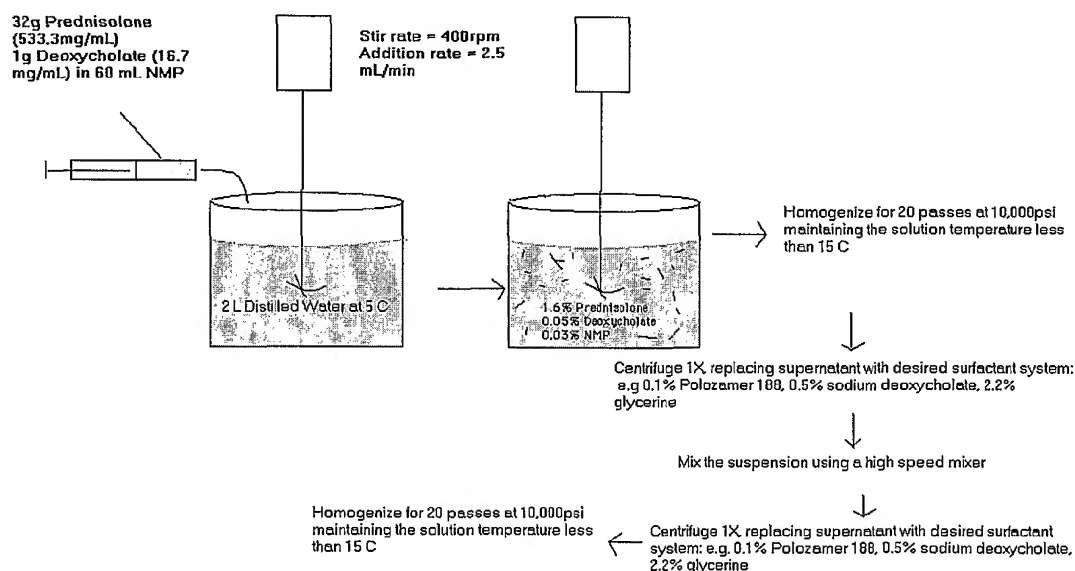 32g Prednisolone
(533.3mg/mL)
1g Deoxycholate (16.7
mg/mL) in 60 mL NMP
Stir rate = 400rpm
Addition rate = 2.5
mL/min
2L Distilled Water at 5 C
1.6% Prednisolone
0.05% Deoxycholate
0.03% NMP
Homogenize for 20 passes at 10,000psi
maintaining the solution temperature less
than 15 C
Centrifuge 1X, replacing supernatant with desired surfactant system:
e.g 0.1% Polozamer 188, 0.5% sodium deoxycholate, 2.2%
glycerine
Mix the suspension using a high speed mixer
Centrifuge 1X, replacing supernatant with desired surfactant
system: e.g. 0.1% Polozamer 188, 0.5% sodium deoxycholate,
2.2% glycerine
Homogenize for 20 passes at 10,000psi
maintaining the solution temperature less
than 15 C